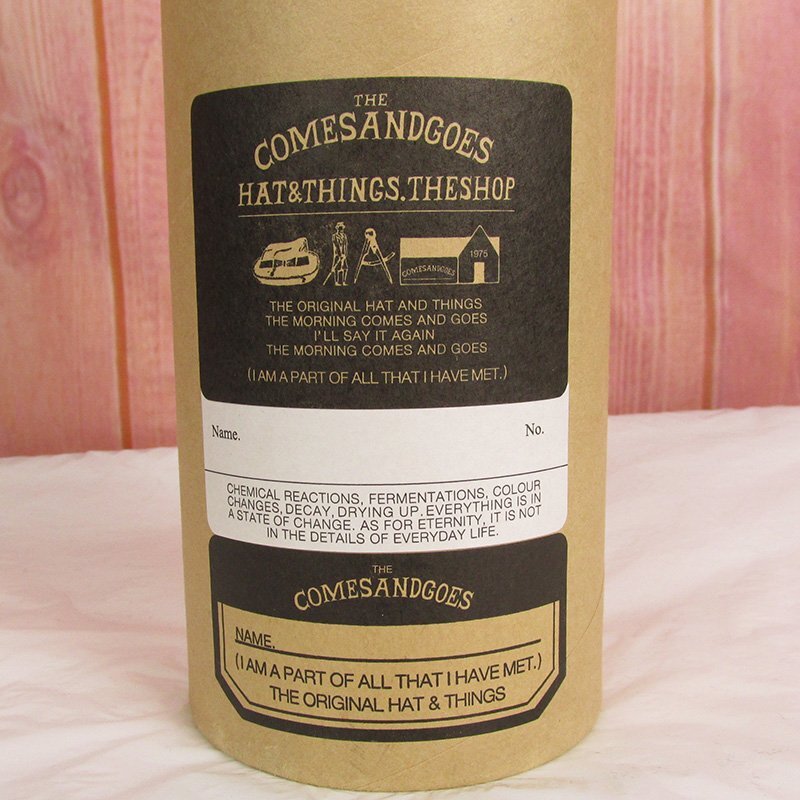 THE
COMESANDGOES
HAT&THINGS.THESHOP
COMESANDGOES
1975
THE ORIGINAL HAT AND THINGS
THE MORNING COMES AND GOES
I'LL SAY IT AGAIN
THE MORNING COMES AND GOES
(I AM A PART OF ALL THAT I HAVE MET.)
Name. No.
CHEMICAL REACTIONS, FERMENTATIONS, COLOUR
CHANGES, DECAY, DRYING UP. EVERYTHING IS IN
A STATE OF CHANGE. AS FOR ETERNITY, IT IS NOT
IN THE DETAILS OF EVERYDAY LIFE.
THE
COMESANDGOES
NAME.
(I AM A PART OF ALL THAT I HAVE MET.)
THE ORIGINAL HAT & THINGS